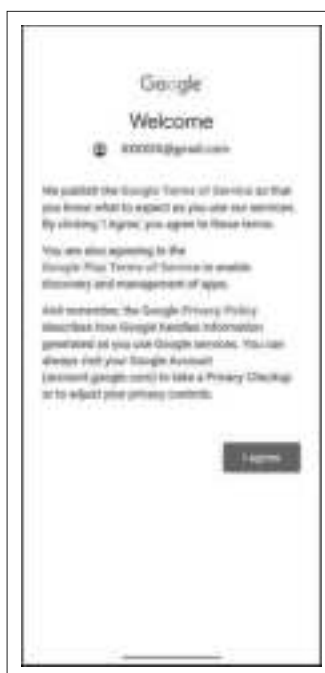 Google
Welcome
@gmail.com
We publish the Google Terms of Service so that
you know what to expect as you use our services.
By clicking 'I Agree,' you agree to these terms.
You are also agreeing to the
Google Play Terms of Service to enable
discovery and management of apps.
And remember, the Google Privacy Policy
describes how Google handles information
generated as you use Google services. You can
always visit your Google Account
(account.google.com) to take a Privacy Checkup
or to adjust your privacy controls.
I agree